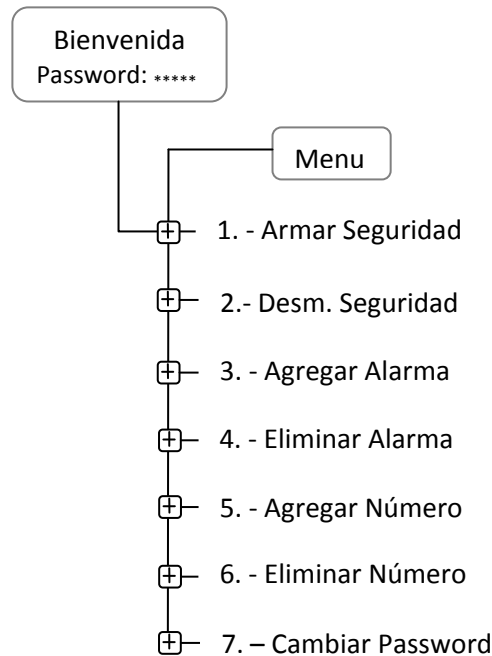 Bienvenida
Password: *****
Menu
1. - Armar Seguridad
2.- Desm. Seguridad
3. - Agregar Alarma
4. - Eliminar Alarma
5. - Agregar Número
6. - Eliminar Número
7. – Cambiar Password